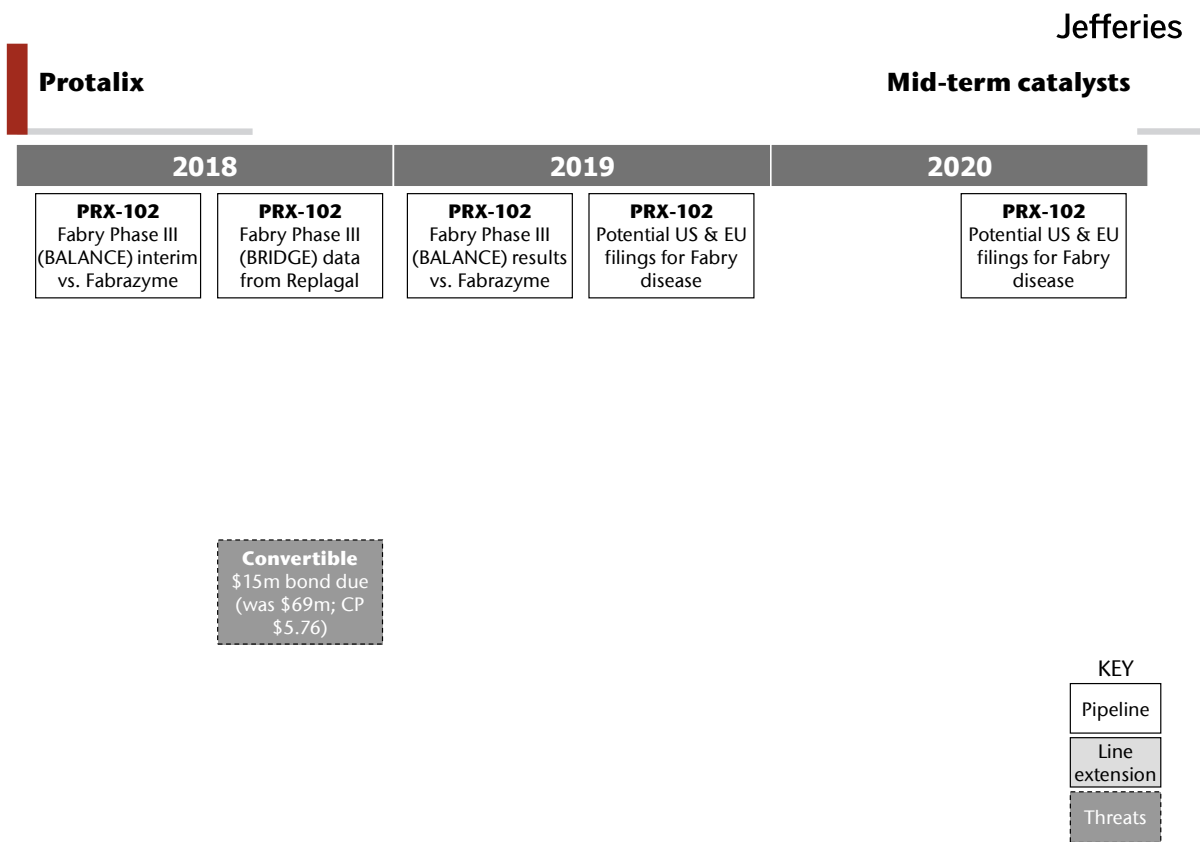 Jefferies
Protalix
Mid-term catalysts
2018
2019
2020
PRX-102
Fabry Phase III
(BALANCE) interim
vs. Fabrazyme
PRX-102
Fabry Phase III
(BRIDGE) data
from Replagal
PRX-102
Fabry Phase III
(BALANCE) results
vs. Fabrazyme
PRX-102
Potential US & EU
filings for Fabry
disease
PRX-102
Potential US & EU
filings for Fabry
disease
Convertible
$15m bond due
(was $69m; CP
$5.76)
KEY
Pipeline
Line
extension
Threats